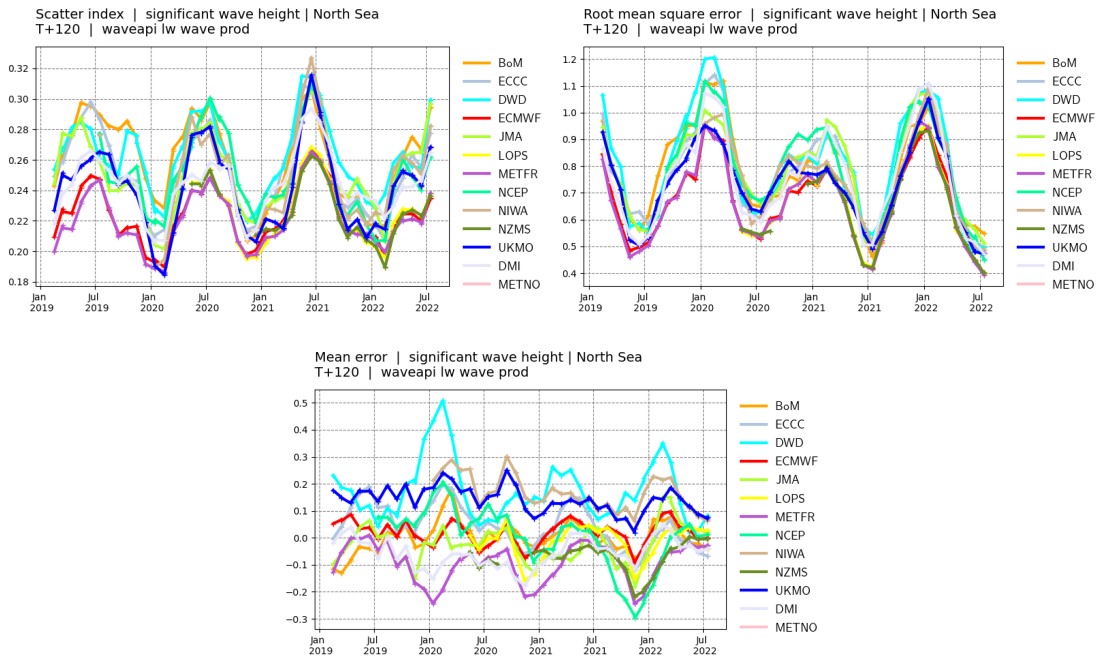 Scatter index | significant wave height | North Sea
T+120 | waveapi lw wave prod
0.32
0.30
0.28
0.26
0.24
0.22
0.20
0.18
Jan 2019
Jul
Jan 2020
Jul 2020
Jan 2021
Jul 2021
Jan 2022
Jul 2022
BoM
ECCC
DWD
ECMWF
JMA
LOPS
METFR
NCEP
NIWA
NZMS
UKMO
DMI
METNO
Root mean square error | significant wave height | North Sea
T+120 | waveapi lw wave prod
1.2
1.1
1.0
0.9
0.8
0.7
0.6
0.5
0.4
Jan 2019
Jul 2019
Jan 2020
Jul 2020
Jan 2021
Jul 2021
Jan 2022
Jul 2022
BoM
ECCC
DWD
ECMWF
JMA
LOPS
METFR
NCEP
NIWA
NZMS
UKMO
DMI
METNO
Mean error | significant wave height | North Sea
T+120 | waveapi lw wave prod
0.5
0.4
0.3
0.2
0.1
0.0
−0.1
−0.2
−0.3
Jan 2019
Jul 2019
Jan 2020
Jul 2020
Jan 2021
Jul 2021
Jan 2022
Jul 2022
BoM
ECCC
DWD
ECMWF
JMA
LOPS
METFR
NCEP
NIWA
NZMS
UKMO
DMI
METNO